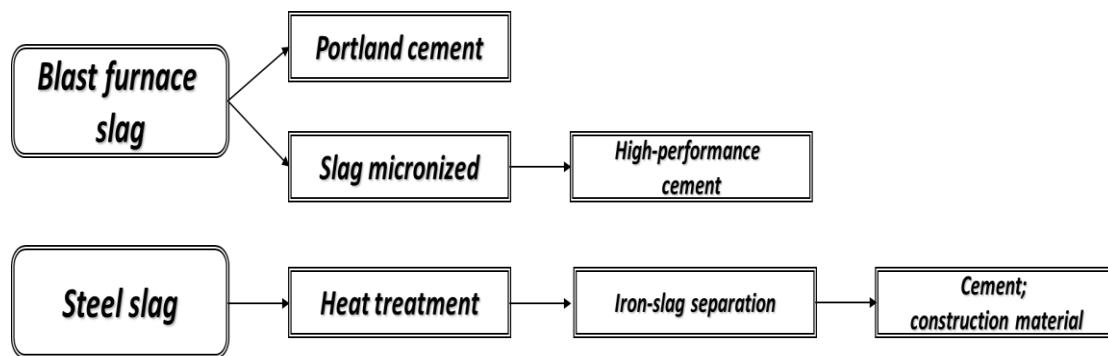 Blast furnace
slag
Portland cement
Slag micronized
High-performance
cement
Steel slag
Heat treatment
Iron-slag separation
Cement;
construction material